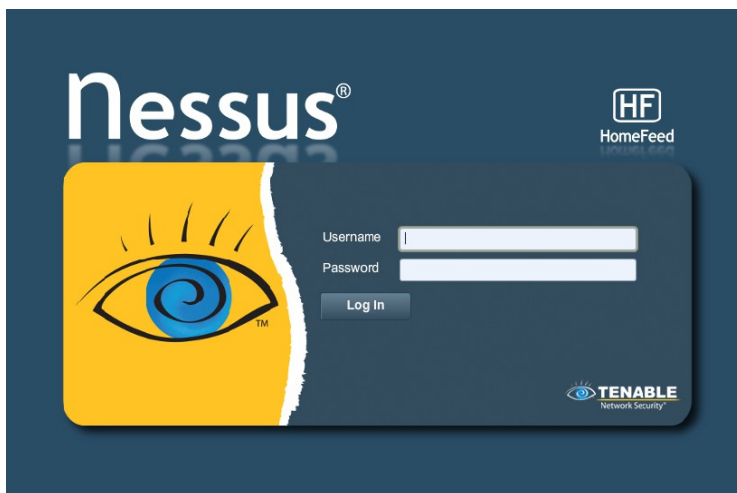 Nessus®
HF
HomeFeed
Username
Password
Log In
TM
TENABLE
Network Security®